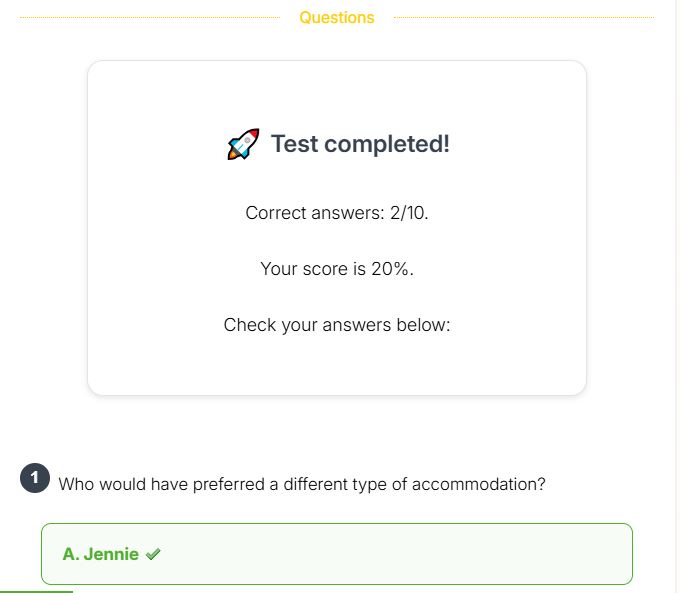 Questions
Test completed!
Correct answers: 2/10.
Your score is 20%.
Check your answers below:
1 Who would have preferred a different type of accommodation?
A. Jennie